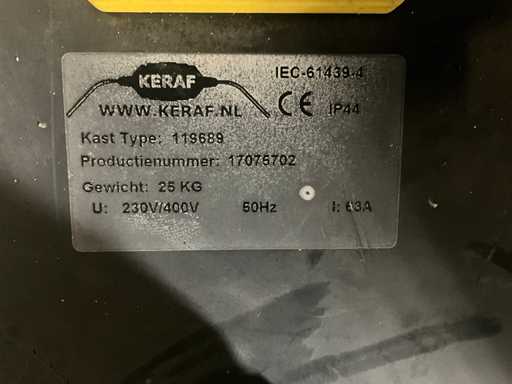 KERAF
IEC-61439-4
WWW.KERAF.NL CE IP44
Kast Type: 119689
Productienummer: 17075702
Gewicht: 25 KG
U: 230V/400V 50Hz I: 63A